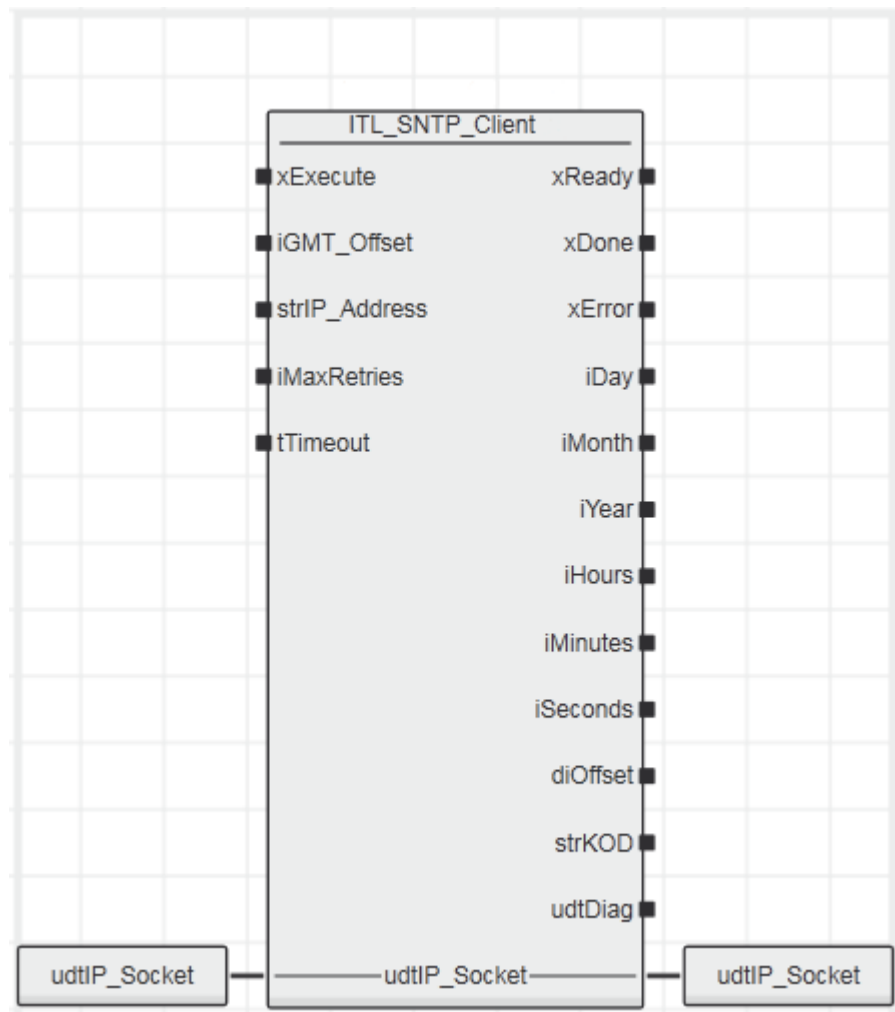 ITL_SNTP_Client
xExecute xReady
iGMT_Offset xDone
strIP_Address xError
iMaxRetries iDay
tTimeout iMonth
iYear
iHours
iMinutes
iSeconds
diOffset
strKOD
udtDiag
udtIP_Socket udtIP_Socket udtIP_Socket